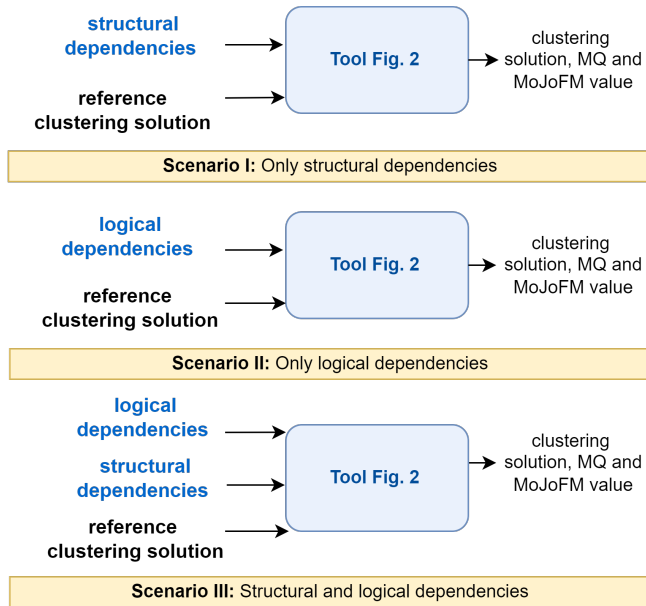 structural
dependencies
reference
clustering solution
Tool Fig. 2
clustering
solution, MQ and
MoJoFM value
Scenario I: Only structural dependencies
logical
dependencies
reference
clustering solution
Tool Fig. 2
clustering
solution, MQ and
MoJoFM value
Scenario II: Only logical dependencies
logical
dependencies
structural
dependencies
reference
clustering solution
Tool Fig. 2
clustering
solution, MQ and
MoJoFM value
Scenario III: Structural and logical dependencies